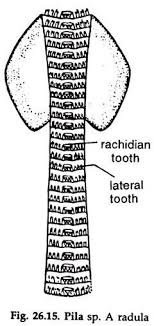 rachidian
tooth
lateral
tooth
Fig. 26.15. Pila sp. A radula